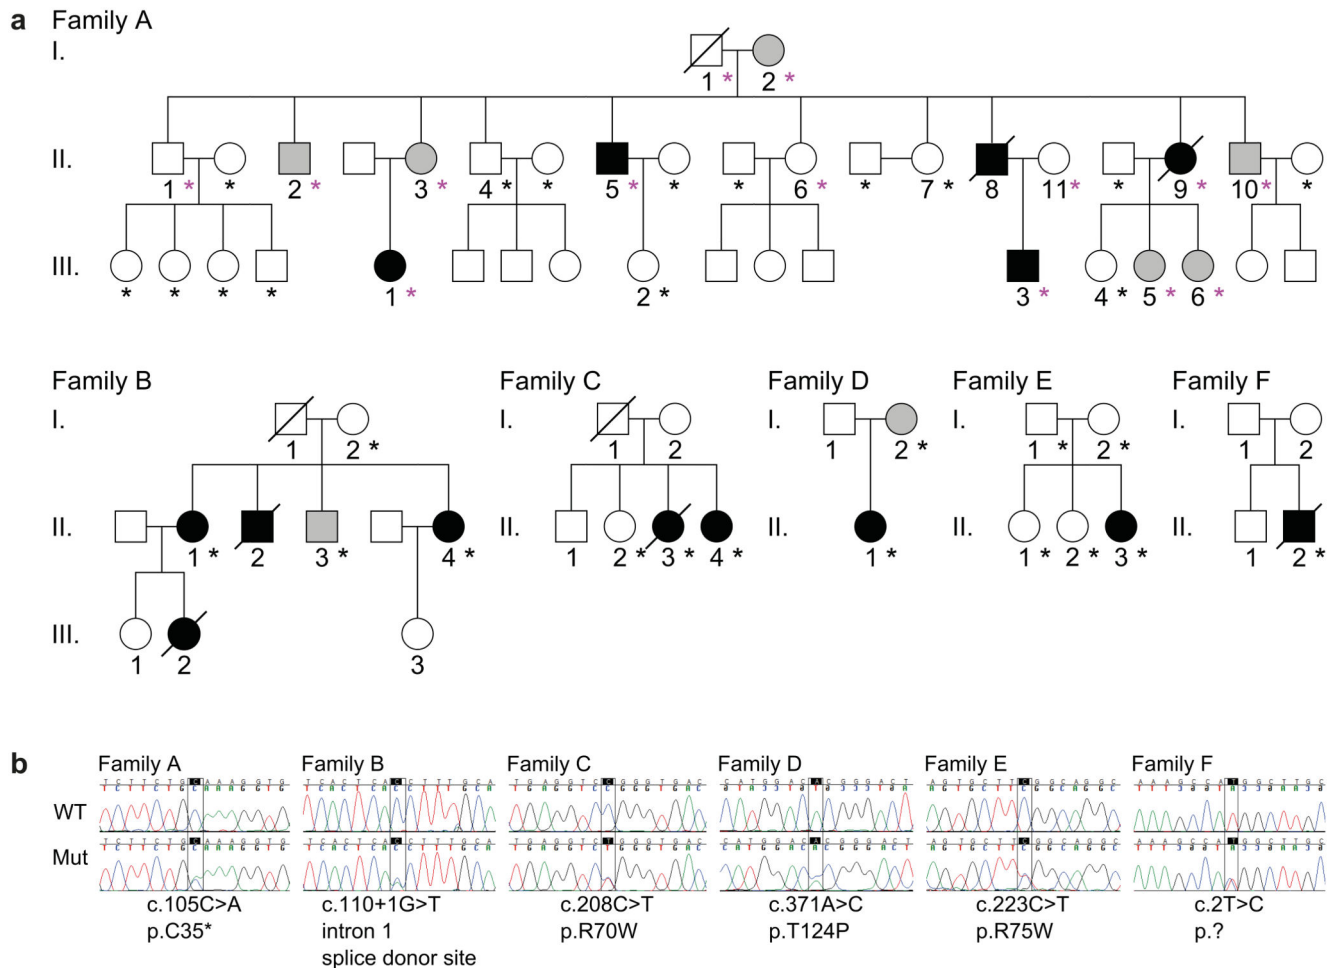 a
Family A
I.
1 * 2 *
II.
1 * * 2 * 3 * 4 * * 5 * * * 6 * * 7 * 8 11 * * 9 * 10 * *
III.
* * * * 1 * 2 * 3 * 4 * 5 * 6 *
Family B Family C Family D Family E Family F
I. I. I. I. I.
1 2 * 1 2 1 2 * 1 * 2 * 1 2
II. II. II. II. II.
1 * 2 3 * 4 * 1 2 * 3 * 4 * 1 * 1 * 2 * 3 * 1 2 *
III.
1 2 3
b
Family A Family B Family C Family D Family E Family F
T C T T C T G C A A A G G T G T C A C T C A C C T T T G C A T G A G G T C C G G G T G A C C A T G G A C A C G G G A C T A G T G C T T C G G C A G G C A A A G C C A T G G C T T G C
WT
T C T T C T G C A A A G G T G T C A C T C A C C T T T G C A T G A G G T C T G G G T G A C C A T G G A C A C G G G A C T A G T G C T T C G G C A G G C A A A G C C A T G G C T T G C
Mut
c.105C>A c.110+1G>T c.208C>T c.371A>C c.223C>T c.2T>C
p.C35* intron 1 p.R70W p.T124P p.R75W p.?
splice donor site